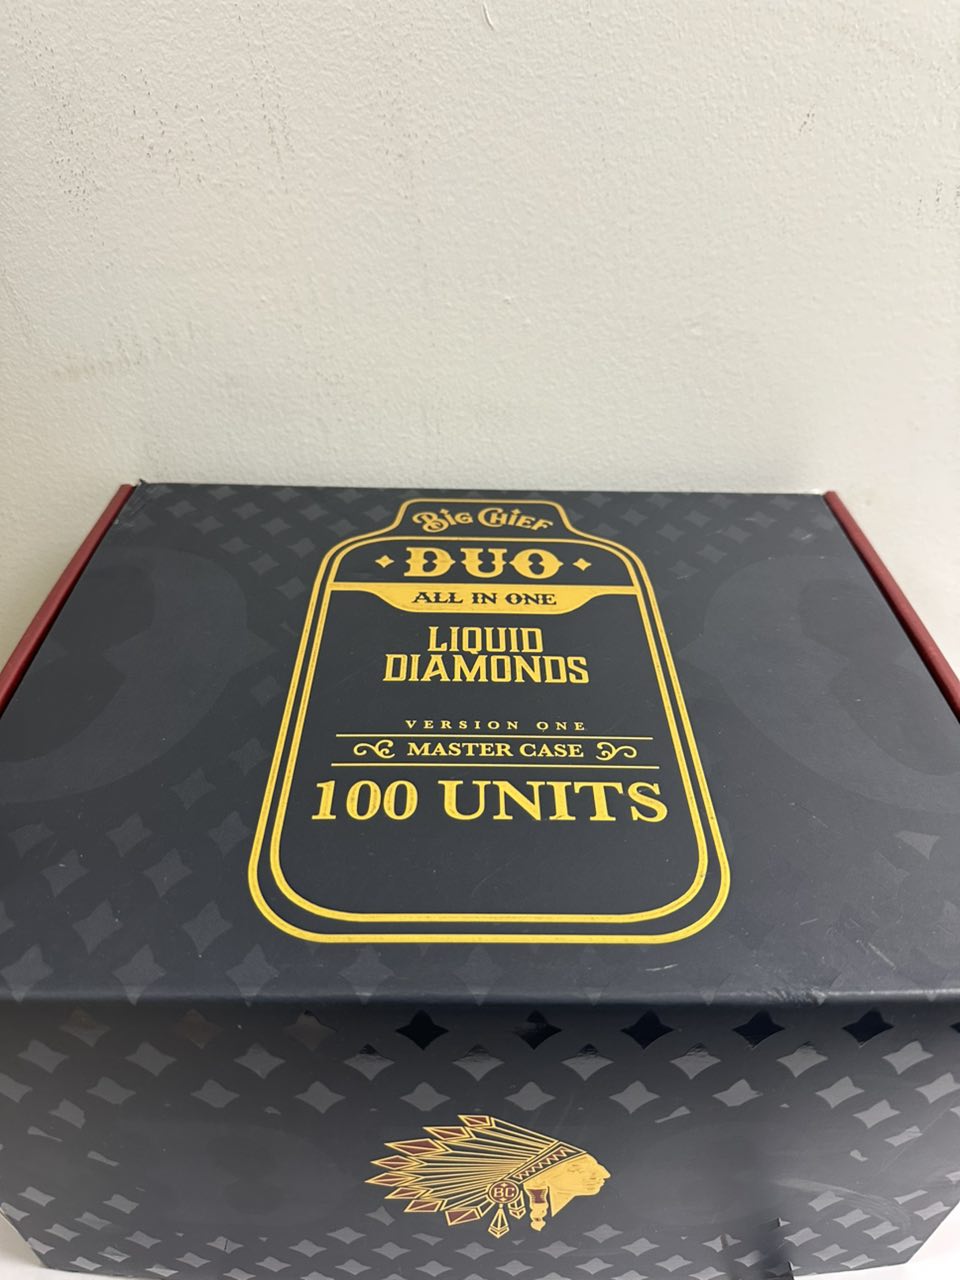 BIG CHIEF
DUO
ALL IN ONE
LIQUID
DIAMONDS
VERSION ONE
MASTER CASE
100 UNITS
BC